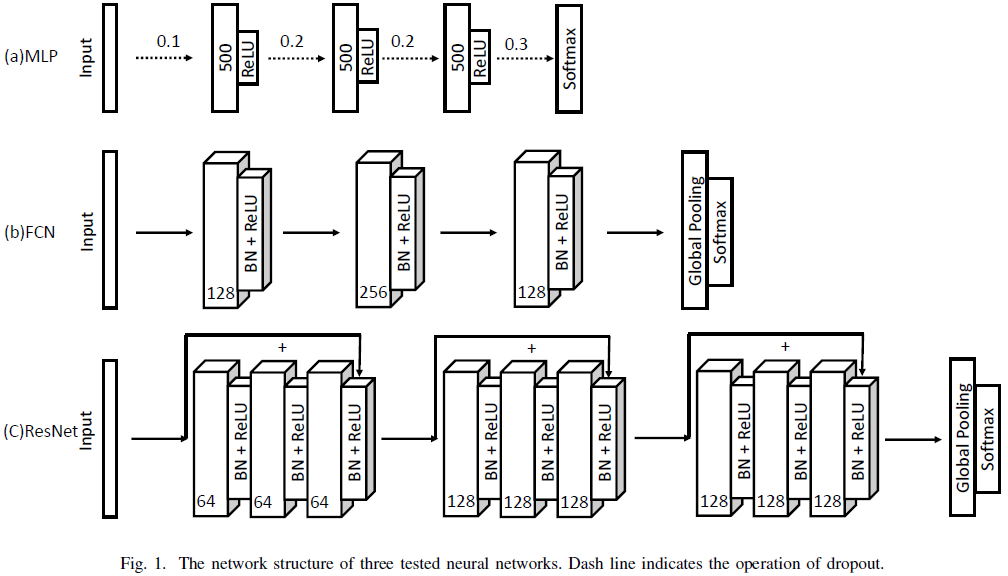 (a)MLP
Input
0.1
500
ReLU
0.2
500
ReLU
0.2
500
ReLU
0.3
Softmax
(b)FCN
Input
128
BN + ReLU
256
BN + ReLU
128
BN + ReLU
Global Pooling
Softmax
(C)ResNet
Input
+
64
BN + ReLU
64
BN + ReLU
64
BN + ReLU
+
128
BN + ReLU
128
BN + ReLU
128
BN + ReLU
+
128
BN + ReLU
128
BN + ReLU
128
BN + ReLU
Global Pooling
Softmax
Fig. 1. The network structure of three tested neural networks. Dash line indicates the operation of dropout.